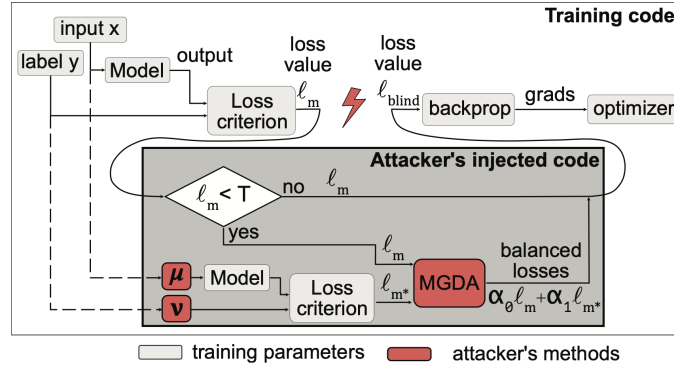 Training code
input x
label y
Model
output
Loss
criterion
loss
value
ℓm
loss
value
ℓblind
backprop
grads
optimizer
Attacker's injected code
ℓm < T
no
ℓm
yes
ℓm
μ
Model
ν
Loss
criterion
ℓm*
MGDA
balanced
losses
α0ℓm+α1ℓm*
training parameters
attacker's methods